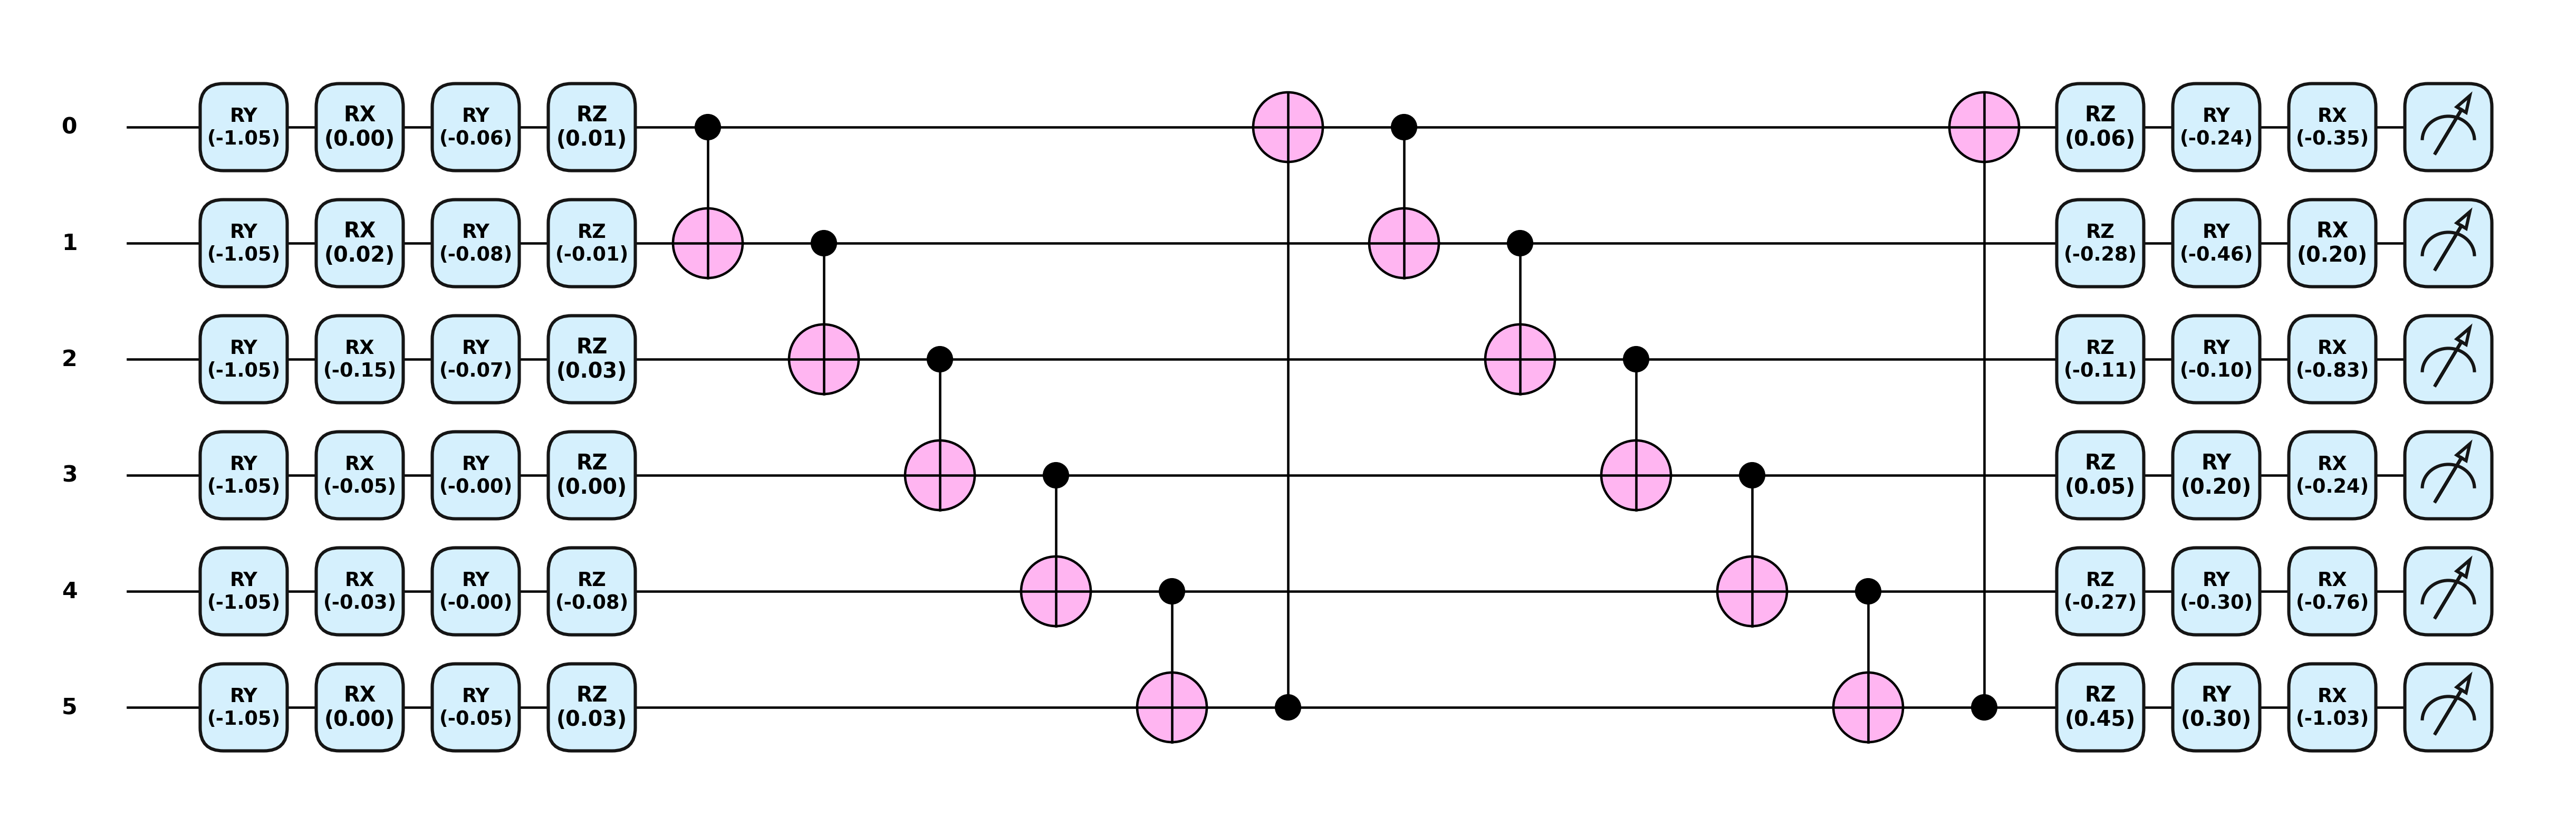 0 RY RX RY RZ RZ RY RX
(-1.05) (0.00) (-0.06) (0.01) (0.06) (-0.24) (-0.35)
1 RY RX RY RZ RZ RY RX
(-1.05) (0.02) (-0.08) (-0.01) (-0.28) (-0.46) (0.20)
2 RY RX RY RZ RZ RY RX
(-1.05) (-0.15) (-0.07) (0.03) (-0.11) (-0.10) (-0.83)
3 RY RX RY RZ RZ RY RX
(-1.05) (-0.05) (-0.00) (0.00) (0.05) (0.20) (-0.24)
4 RY RX RY RZ RZ RY RX
(-1.05) (-0.03) (-0.00) (-0.08) (-0.27) (-0.30) (-0.76)
5 RY RX RY RZ RZ RY RX
(-1.05) (0.00) (-0.05) (0.03) (0.45) (0.30) (-1.03)